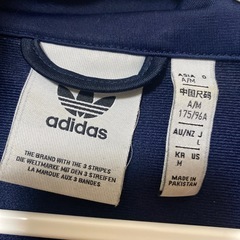 adidas
THE BRAND WITH THE 3 STRIPES
DIE WELTMARKE MIT DEN 3 STREIFEN
LA MARQUE AUX 3 BANDES
ASIA
A/M
中国尺码
A/M
175/96A
AU/NZ J
L
KR US
MADE IN
PAKISTAN